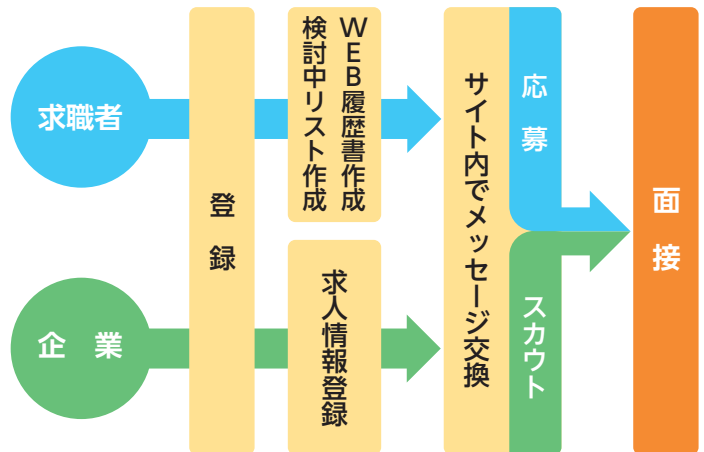 求職者
企業
登録
WEB履歴書作成
検討中リスト作成
求人情報登録
サイト内でメッセージ交換
応募
スカウト
面接